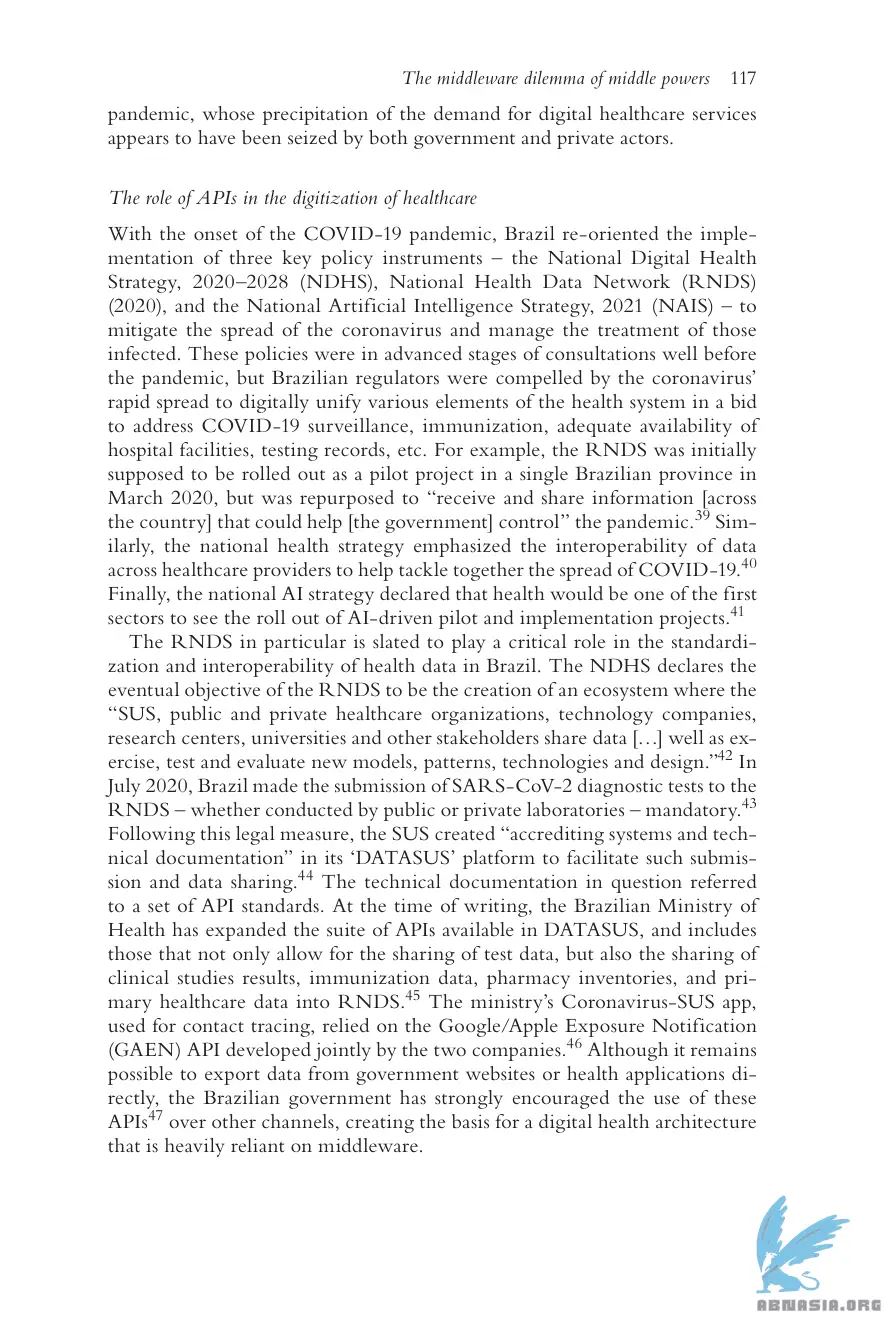 The middleware dilemma of middle powers 117
pandemic, whose precipitation of the demand for digital healthcare services
appears to have been seized by both government and private actors.
The role of APIs in the digitization of healthcare
With the onset of the COVID-19 pandemic, Brazil re-oriented the imple-
mentation of three key policy instruments – the National Digital Health
Strategy, 2020–2028 (NDHS), National Health Data Network (RNDS)
(2020), and the National Artificial Intelligence Strategy, 2021 (NAIS) – to
mitigate the spread of the coronavirus and manage the treatment of those
infected. These policies were in advanced stages of consultations well before
the pandemic, but Brazilian regulators were compelled by the coronavirus’
rapid spread to digitally unify various elements of the health system in a bid
to address COVID-19 surveillance, immunization, adequate availability of
hospital facilities, testing records, etc. For example, the RNDS was initially
supposed to be rolled out as a pilot project in a single Brazilian province in
March 2020, but was repurposed to “receive and share information [across
the country] that could help [the government] control” the pandemic.39 Sim-
ilarly, the national health strategy emphasized the interoperability of data
across healthcare providers to help tackle together the spread of COVID-19.40
Finally, the national AI strategy declared that health would be one of the first
sectors to see the roll out of AI-driven pilot and implementation projects.41
The RNDS in particular is slated to play a critical role in the standardi-
zation and interoperability of health data in Brazil. The NDHS declares the
eventual objective of the RNDS to be the creation of an ecosystem where the
“SUS, public and private healthcare organizations, technology companies,
research centers, universities and other stakeholders share data […] well as ex-
ercise, test and evaluate new models, patterns, technologies and design.”42 In
July 2020, Brazil made the submission of SARS-CoV-2 diagnostic tests to the
RNDS – whether conducted by public or private laboratories – mandatory.43
Following this legal measure, the SUS created “accrediting systems and tech-
nical documentation” in its ‘DATASUS’ platform to facilitate such submis-
sion and data sharing.44 The technical documentation in question referred
to a set of API standards. At the time of writing, the Brazilian Ministry of
Health has expanded the suite of APIs available in DATASUS, and includes
those that not only allow for the sharing of test data, but also the sharing of
clinical studies results, immunization data, pharmacy inventories, and pri-
mary healthcare data into RNDS.45 The ministry’s Coronavirus-SUS app,
used for contact tracing, relied on the Google/Apple Exposure Notification
(GAEN) API developed jointly by the two companies.46 Although it remains
possible to export data from government websites or health applications di-
rectly, the Brazilian government has strongly encouraged the use of these
APIs47 over other channels, creating the basis for a digital health architecture
that is heavily reliant on middleware.
ABNASIA.ORG